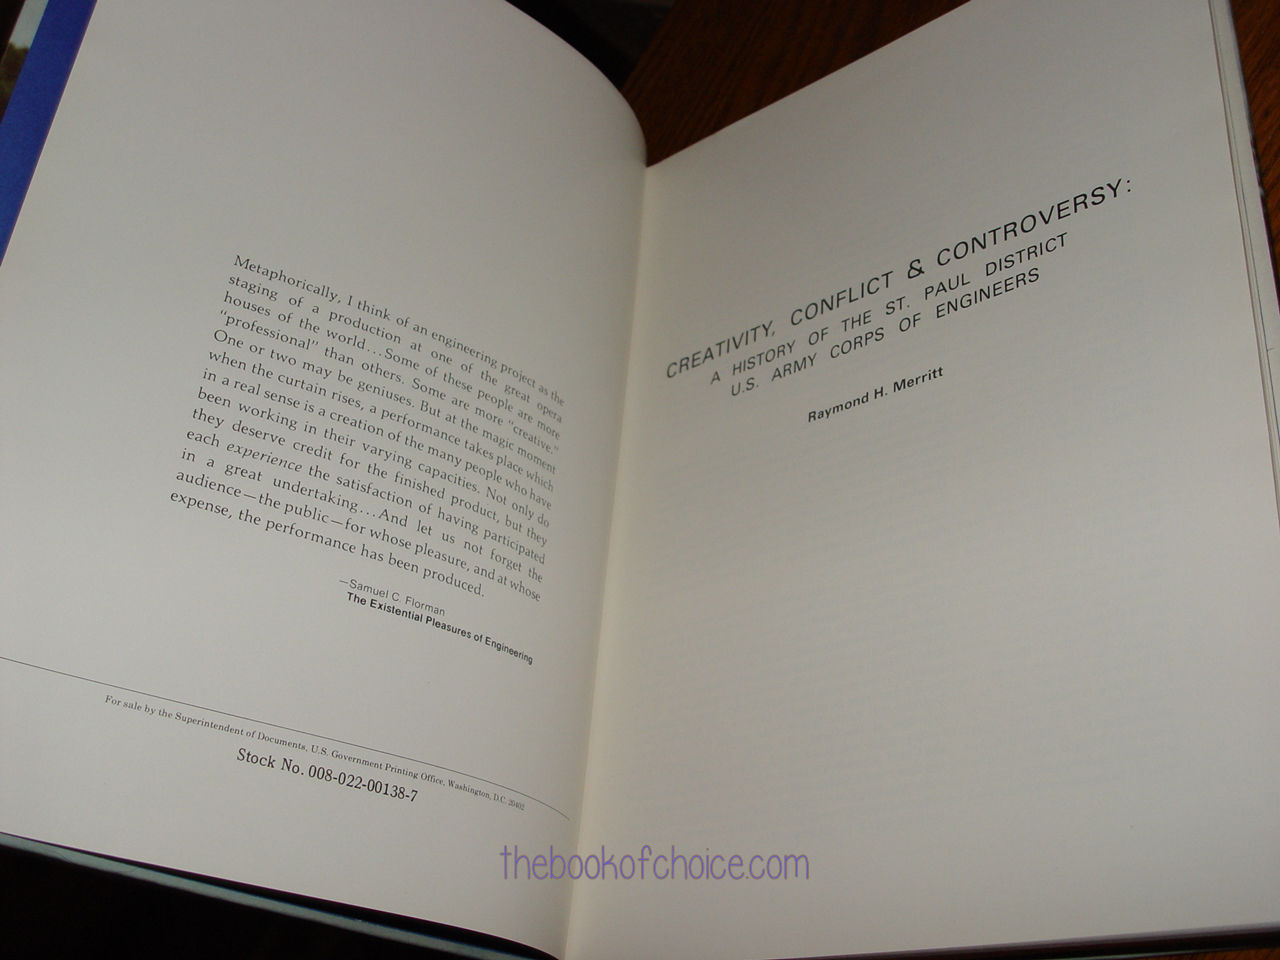 Metaphorically, I think of an engineering project as the
staging of a production at one of the great opera
houses of the world...Some of these people are more
“professional” than others. Some are more “creative.”
One or two may be geniuses. But at the magic moment
when the curtain rises, a performance takes place which
in a real sense is a creation of the many people who have
been working in their varying capacities. Not only do
they deserve credit for the finished product, but they
each experience the satisfaction of having participated
in a great undertaking...And let us not forget the
audience—the public—for whose pleasure, and at whose
expense, the performance has been produced.
—Samuel C. Florman
The Existential Pleasures of Engineering
For sale by the Superintendent of Documents, U.S. Government Printing Office, Washington, D.C. 20402
Stock No. 008-022-00138-7
CREATIVITY, CONFLICT & CONTROVERSY:
A HISTORY OF THE ST. PAUL DISTRICT
U.S. ARMY CORPS OF ENGINEERS
Raymond H. Merritt
thebookofchoice.com